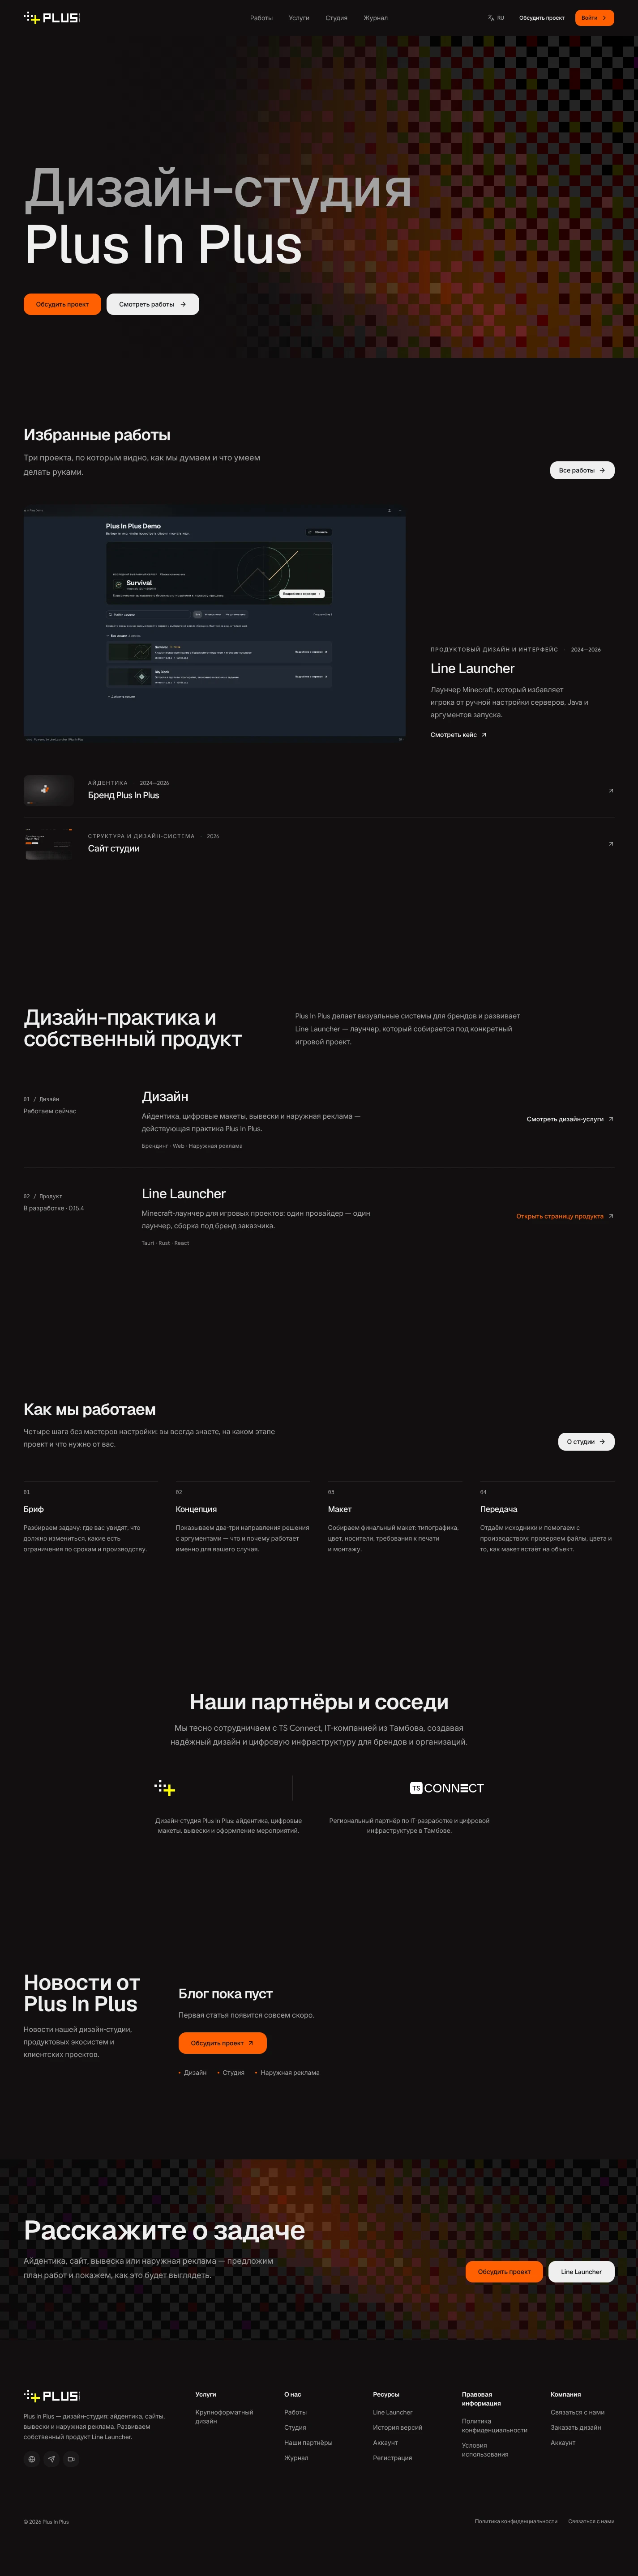 PLUS
Работы
Услуги
Студия
Журнал
RU
Обсудить проект
Войти
Дизайн-студия
Plus In Plus
Обсудить проект
Смотреть работы
Избранные работы
Три проекта, по которым видно, как мы думаем и что умеем
делать руками.
Все работы
Plus In Plus Demo
Survival
ПРОДУКТОВЫЙ ДИЗАЙН И ИНТЕРФЕЙС
2024—2026
Line Launcher
Лаунчер Minecraft, который избавляет
игрока от ручной настройки серверов, Java и
аргументов запуска.
Смотреть кейс
АЙДЕНТИКА · 2024—2026
Бренд Plus In Plus
СТРУКТУРА И ДИЗАЙН-СИСТЕМА · 2026
Сайт студии
Дизайн-практика и
собственный продукт
Plus In Plus делает визуальные системы для брендов и развивает
Line Launcher — лаунчер, который собирается под конкретный
игровой проект.
01 / Дизайн
Работаем сейчас
Дизайн
Айдентика, цифровые макеты, вывески и наружная реклама —
действующая практика Plus In Plus.
Брендинг · Web · Наружная реклама
Смотреть дизайн-услуги
02 / Продукт
В разработке · 0.15.4
Line Launcher
Minecraft-лаунчер для игровых проектов: один провайдер — один
лаунчер, сборка под бренд заказчика.
Tauri · Rust · React
Открыть страницу продукта
Как мы работаем
Четыре шага без мастеров настройки: вы всегда знаете, на каком этапе
проект и что нужно от вас.
О студии
01
Бриф
Разбираем задачу: где вас увидят, что
должно измениться, какие есть
ограничения по срокам и производству.
02
Концепция
Показываем два-три направления решения
с аргументами — что и почему работает
именно для вашего случая.
03
Макет
Собираем финальный макет: типографика,
цвет, носители, требования к печати
и монтажу.
04
Передача
Отдаём исходники и помогаем с
производством: проверяем файлы, цвета и
то, как макет встаёт на объект.
Наши партнёры и соседи
Мы тесно сотрудничаем с TS Connect, IT-компанией из Тамбова, создавая
надёжный дизайн и цифровую инфраструктуру для брендов и организаций.
TS CONNECT
Дизайн-студия Plus In Plus: айдентика, цифровые
макеты, вывески и оформление мероприятий.
Региональный партнёр по IT-разработке и цифровой
инфраструктуре в Тамбове.
Новости от
Plus In Plus
Новости нашей дизайн-студии,
продуктовых экосистем и
клиентских проектов.
Блог пока пуст
Первая статья появится совсем скоро.
Обсудить проект
• Дизайн
• Студия
• Наружная реклама
Расскажите о задаче
Айдентика, сайт, вывеска или наружная реклама — предложим
план работ и покажем, как это будет выглядеть.
Обсудить проект
Line Launcher
PLUS
Plus In Plus — дизайн-студия: айдентика, сайты,
вывески и наружная реклама. Развиваем
собственный продукт Line Launcher.
Услуги
Крупноформатный
дизайн
О нас
Работы
Студия
Наши партнёры
Журнал
Ресурсы
Line Launcher
История версий
Аккаунт
Регистрация
Правовая
информация
Политика
конфиденциальности
Условия
использования
Компания
Связаться с нами
Заказать дизайн
Аккаунт
© 2026 Plus In Plus
Политика конфиденциальности
Связаться с нами